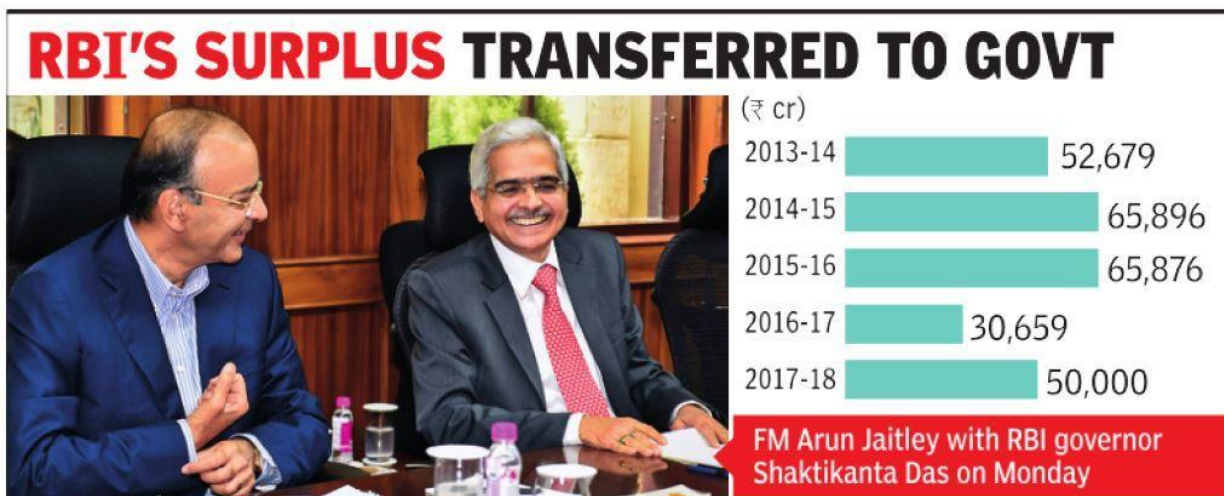 RBI'S SURPLUS TRANSFERRED TO GOVT
(₹ cr)
2013-14 52,679
2014-15 65,896
2015-16 65,876
2016-17 30,659
2017-18 50,000
FM Arun Jaitley with RBI governor
Shaktikanta Das on Monday